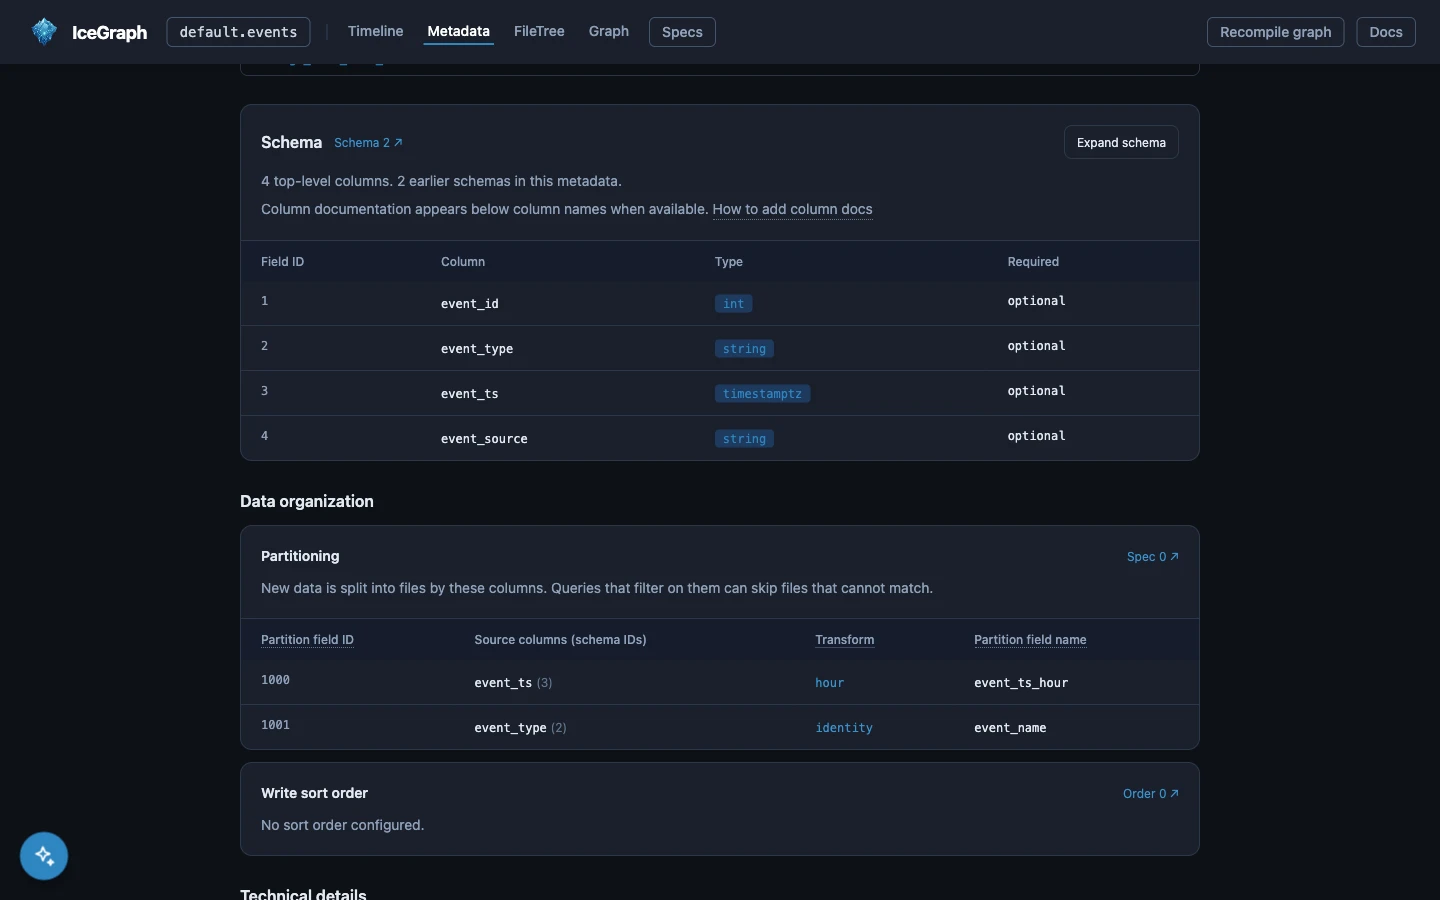 IceGraph
default.events
Timeline
Metadata
FileTree
Graph
Specs
Recompile graph
Docs
Schema Schema 2 ↗
Expand schema
4 top-level columns. 2 earlier schemas in this metadata.
Column documentation appears below column names when available. How to add column docs
Field ID Column Type Required
1 event_id int optional
2 event_type string optional
3 event_ts timestamptz optional
4 event_source string optional
Data organization
Partitioning Spec 0 ↗
New data is split into files by these columns. Queries that filter on them can skip files that cannot match.
Partition field ID Source columns (schema IDs) Transform Partition field name
1000 event_ts (3) hour event_ts_hour
1001 event_type (2) identity event_name
Write sort order Order 0 ↗
No sort order configured.
Technical details